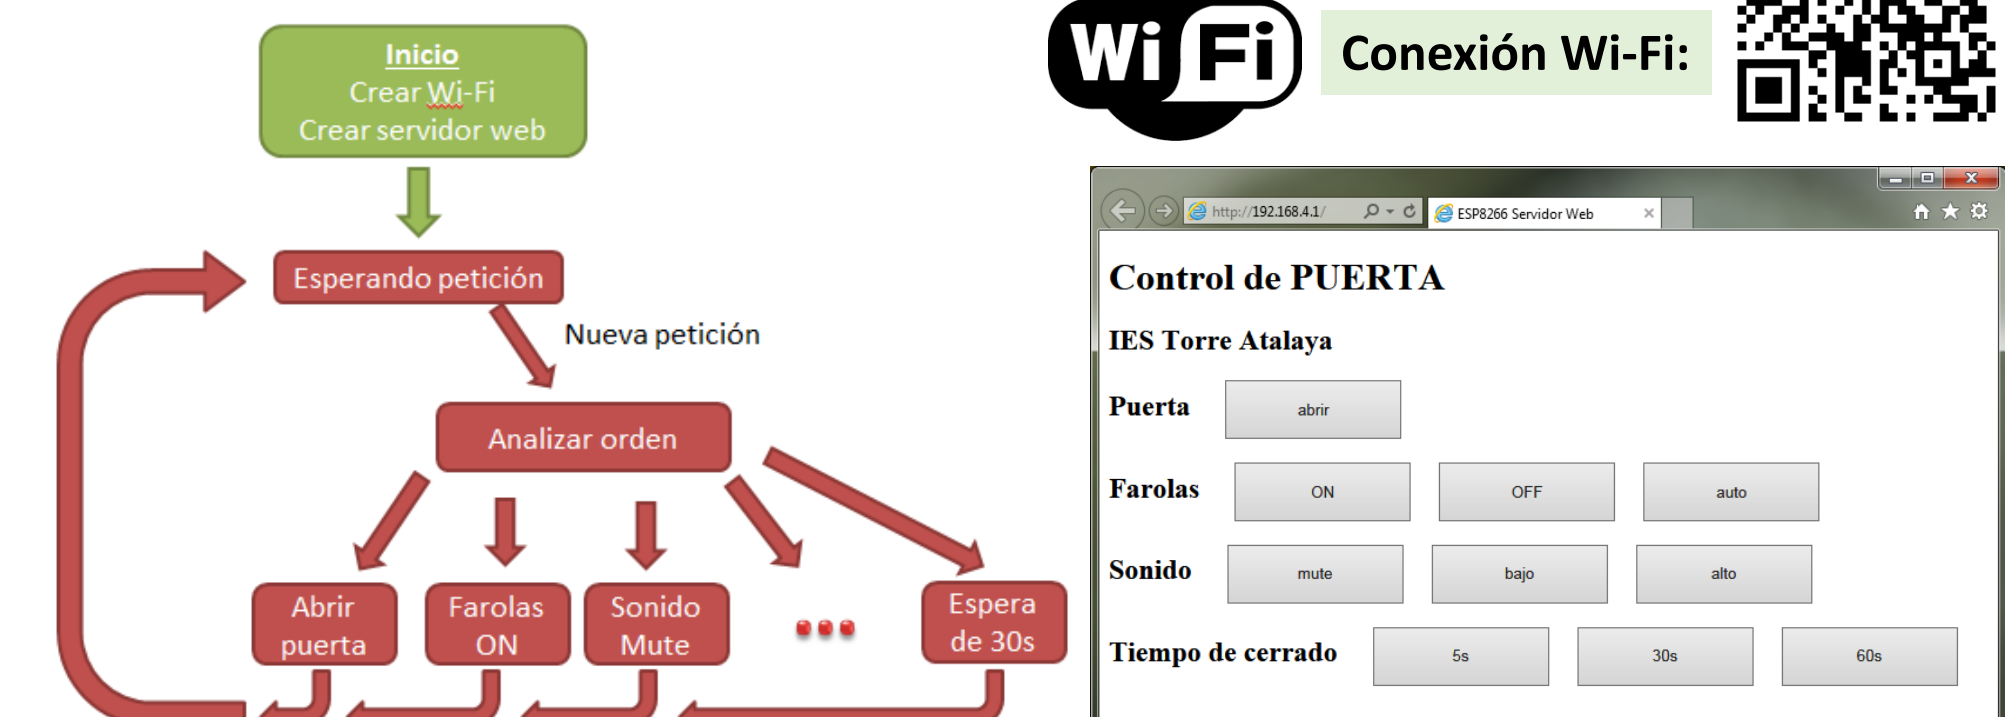 Inicio
Crear Wi-Fi
Crear servidor web
Esperando petición
Nueva petición
Analizar orden
Abrir
puerta
Farolas
ON
Sonido
Mute
Espera
de 30s
Wi Fi
Conexión Wi-Fi:
http://192.168.4.1/
ESP8266 Servidor Web
Control de PUERTA
IES Torre Atalaya
Puerta abrir
Farolas ON OFF auto
Sonido mute bajo alto
Tiempo de cerrado 5s 30s 60s